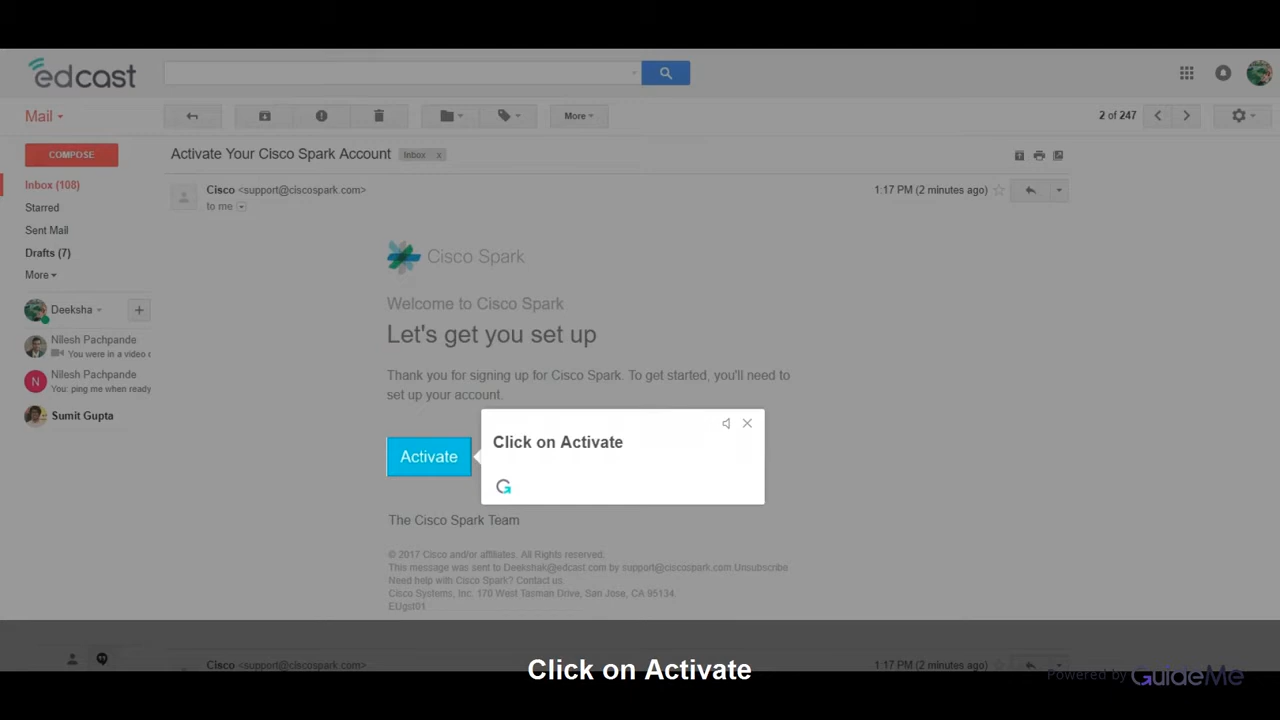 edcast
Mail
More
2 of 247
COMPOSE
Activate Your Cisco Spark Account Inbox x
Inbox (108)
Cisco <support@ciscospark.com>
1:17 PM (2 minutes ago)
to me
Starred
Sent Mail
Drafts (7)
More
Deeksha
Nilesh Pachpande
You were in a video c
N Nilesh Pachpande
You: ping me when ready
Sumit Gupta
Cisco Spark
Welcome to Cisco Spark
Let's get you set up
Thank you for signing up for Cisco Spark. To get started, you'll need to
set up your account.
Activate
Click on Activate
The Cisco Spark Team
© 2017 Cisco and/or affiliates. All Rights reserved.
This message was sent to Deekshak@edcast.com by support@ciscospark.com.Unsubscribe
Need help with Cisco Spark? Contact us.
Cisco Systems, Inc. 170 West Tasman Drive, San Jose, CA 95134.
EUgst01
Cisco <support@ciscospark.com>
1:17 PM (2 minutes ago)
Click on Activate
Powered by GuideMe